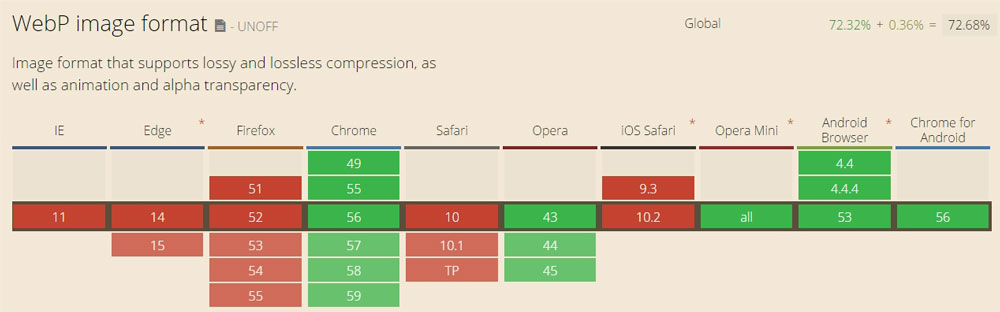 WebP image format - UNOFF
Global 72.32% + 0.36% = 72.68%
Image format that supports lossy and lossless compression, as
well as animation and alpha transparency.
IE Edge * Firefox Chrome Safari Opera iOS Safari * Opera Mini * Android Browser * Chrome for Android
49 4.4
51 55 9.3 4.4.4
11 14 52 56 10 43 10.2 all 53 56
15 53 57 10.1 44
54 58 TP 45
55 59